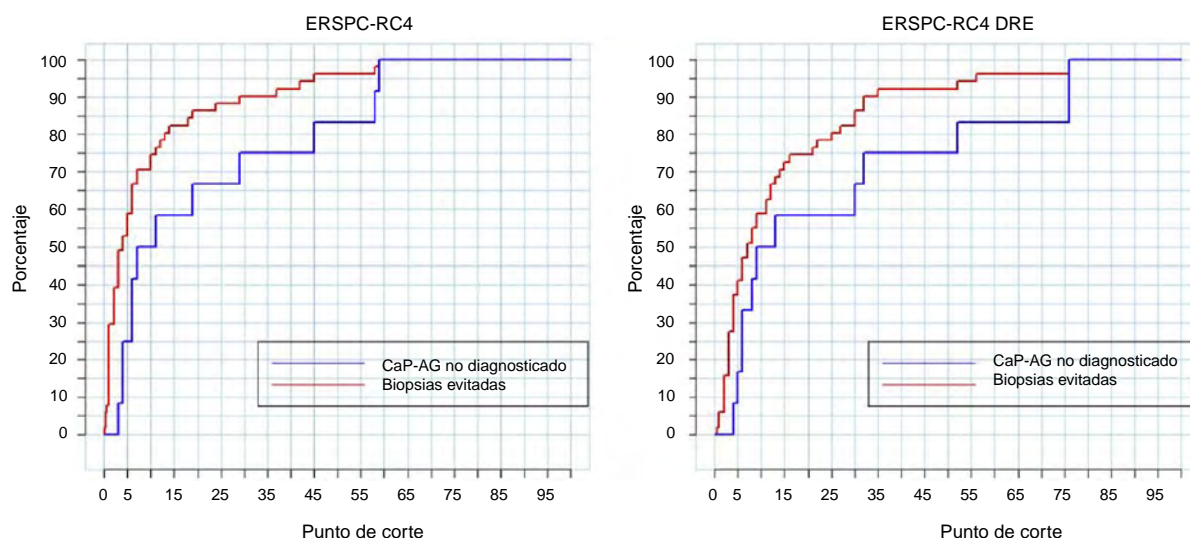 ERSPC-RC4
100
90
80
70
60
50
40
30
20
10
0
Porcentaje
CaP-AG no diagnosticado
Biopsias evitadas
0 5 15 25 35 45 55 65 75 85 95
Punto de corte
ERSPC-RC4 DRE
100
90
80
70
60
50
40
30
20
10
0
Porcentaje
CaP-AG no diagnosticado
Biopsias evitadas
0 5 15 25 35 45 55 65 75 85 95
Punto de corte